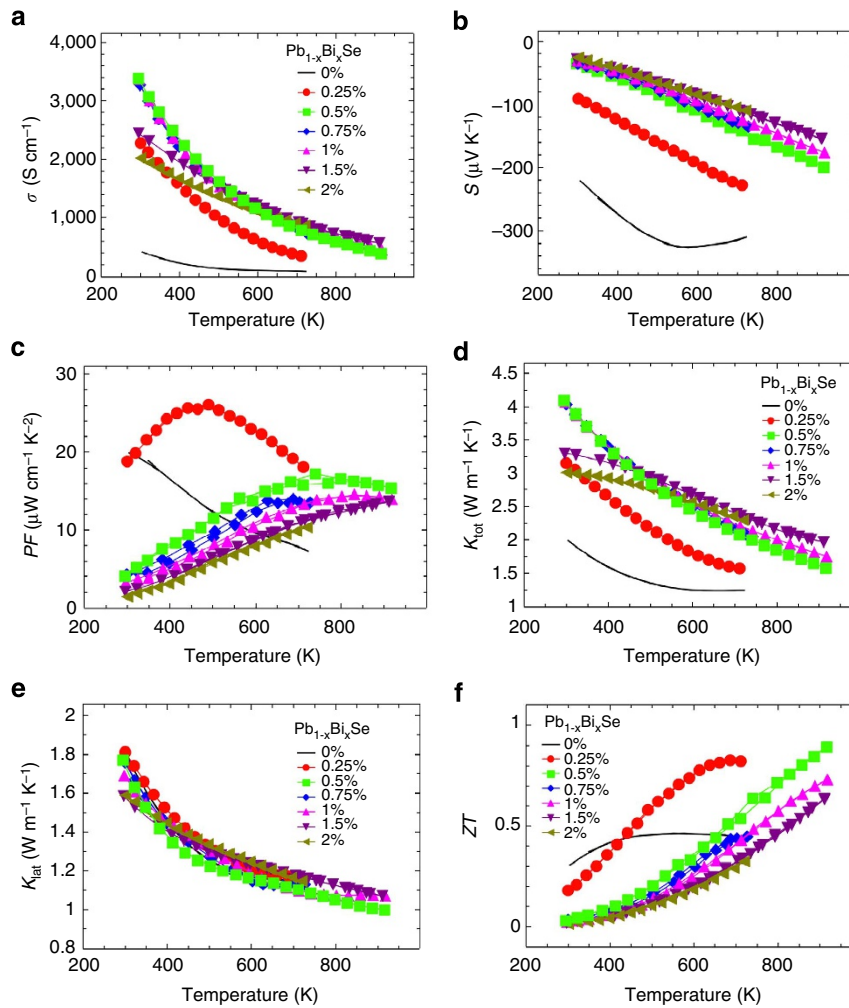 a
4,000
3,000
2,000
1,000
0
σ (S cm⁻¹)
Pb₁₋ₓBiₓSe
0%
0.25%
0.5%
0.75%
1%
1.5%
2%
200 400 600 800
Temperature (K)
b
0
−100
−200
−300
S (μV K⁻¹)
200 400 600 800
Temperature (K)
c
30
20
10
0
PF (μW cm⁻¹ K⁻²)
200 400 600 800
Temperature (K)
d
4.5
4
3.5
3
2.5
2
1.5
1
K_tot (W m⁻¹ K⁻¹)
Pb₁₋ₓBiₓSe
0%
0.25%
0.5%
0.75%
1%
1.5%
2%
200 400 600 800
Temperature (K)
e
2
1.8
1.6
1.4
1.2
1
0.8
K_lat (W m⁻¹ K⁻¹)
Pb₁₋ₓBiₓSe
0%
0.25%
0.5%
0.75%
1%
1.5%
2%
200 400 600 800
Temperature (K)
f
1
0.5
0
ZT
Pb₁₋ₓBiₓSe
0%
0.25%
0.5%
0.75%
1%
1.5%
2%
200 400 600 800
Temperature (K)